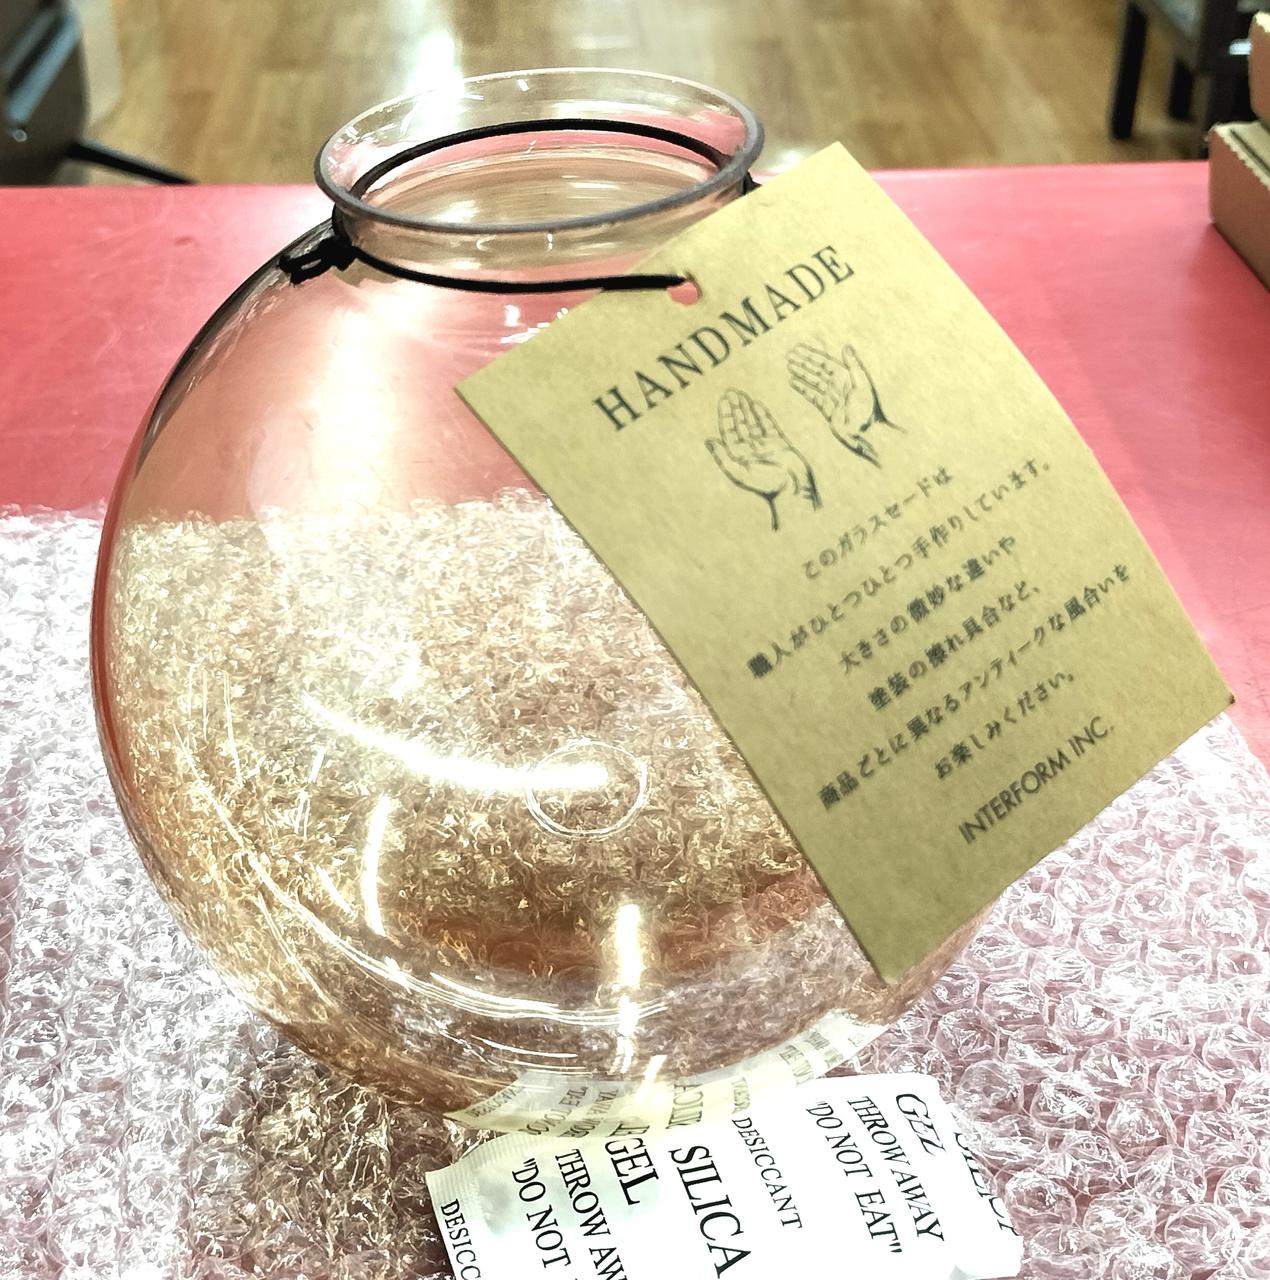 HANDMADE
このガラスセードは
職人がひとつひとつ手作りしています。
大きさの微妙な違いや
塗装の擦れ具合など、
商品ごとに異なるアンティークな風合いを
お楽しみください。
INTERFORM INC.
GEZ
THROW AWAY
"DO NOT EAT"
DESICCANT
SILICA
GEL
THROW AW
"DO NOT
DESICC